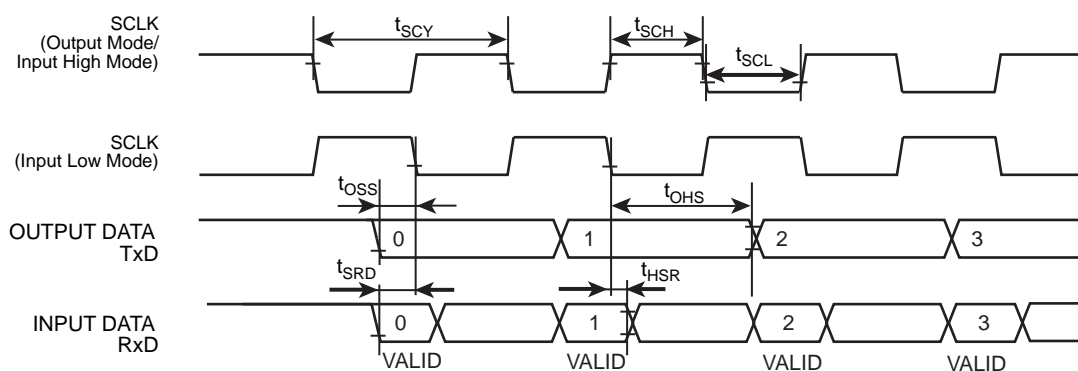 SCLK
(Output Mode/
Input High Mode)
tSCY
tSCH
tSCL
SCLK
(Input Low Mode)
tOSS
tOHS
OUTPUT DATA
TxD
0
1
2
3
tSRD
tHSR
INPUT DATA
RxD
0
1
2
3
VALID
VALID
VALID
VALID